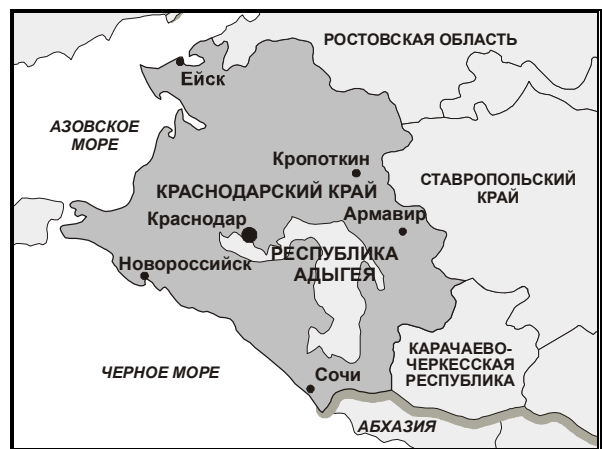 РОСТОВСКАЯ ОБЛАСТЬ
Ейск
АЗОВСКОЕ
МОРЕ
Кропоткин
СТАВРОПОЛЬСКИЙ
КРАЙ
КРАСНОДАРСКИЙ КРАЙ
Краснодар
Армавир
РЕСПУБЛИКА
АДЫГЕЯ
Новороссийск
КАРАЧАЕВО-
ЧЕРКЕССКАЯ
РЕСПУБЛИКА
ЧЕРНОЕ МОРЕ
Сочи
АБХАЗИЯ